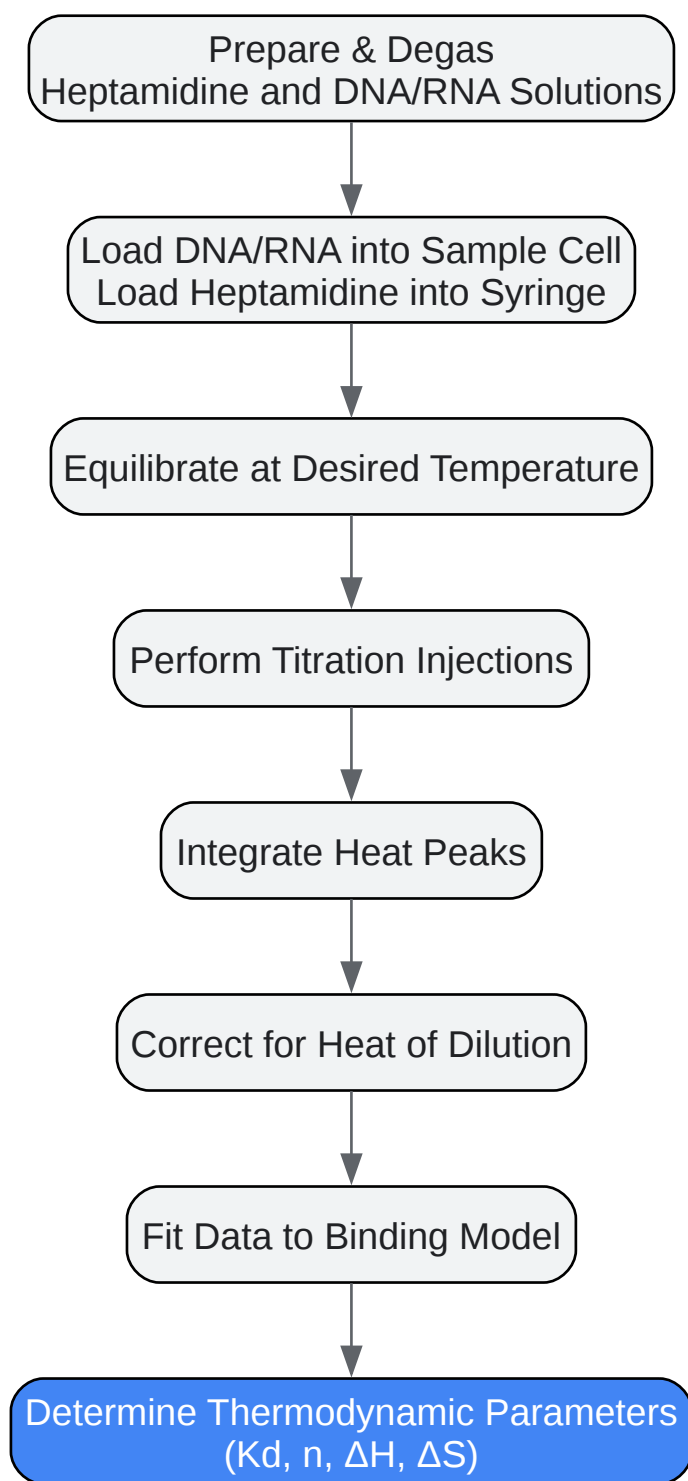 Prepare & Degas
Heptamidine and DNA/RNA Solutions
Load DNA/RNA into Sample Cell
Load Heptamidine into Syringe
Equilibrate at Desired Temperature
Perform Titration Injections
Integrate Heat Peaks
Correct for Heat of Dilution
Fit Data to Binding Model
Determine Thermodynamic Parameters
(Kd, n, ΔH, ΔS)